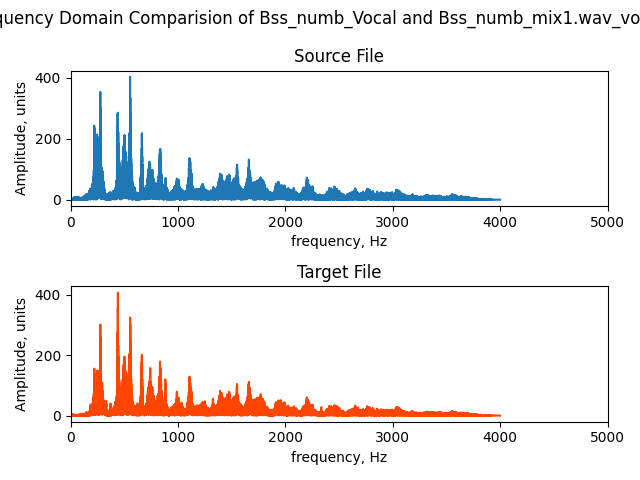 Domain Comparision of Bss_numb_Vocal and Bss_numb_mix1.wav_vo
Source File
400
200
0
Amplitude, units
0 1000 2000 3000 4000 5000
frequency, Hz
Target File
400
200
0
Amplitude, units
0 1000 2000 3000 4000 5000
frequency, Hz